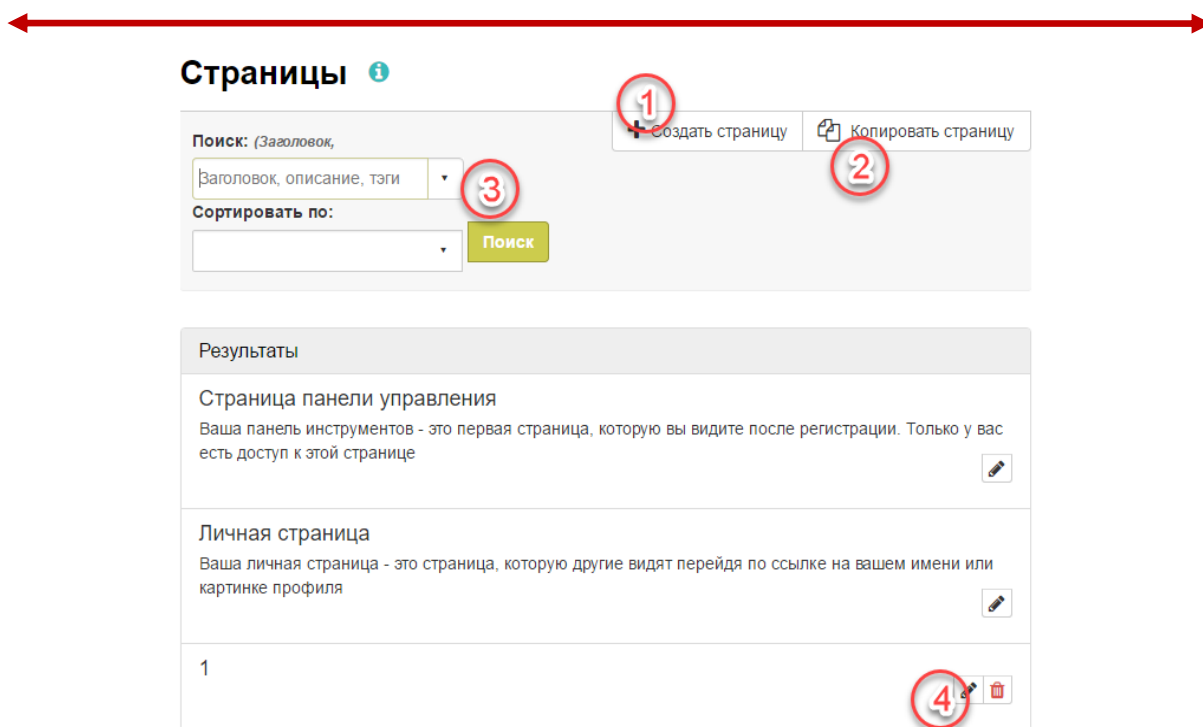 Страницы
1
Создать страницу
Копировать страницу
2
Поиск: (Заголовок,
Заголовок, описание, тэги
3
Сортировать по:
Поиск
Результаты
Страница панели управления
Ваша панель инструментов - это первая страница, которую вы видите после регистрации. Только у вас
есть доступ к этой странице
Личная страница
Ваша личная страница - это страница, которую другие видят перейдя по ссылке на вашем имени или
картинке профиля
1
4